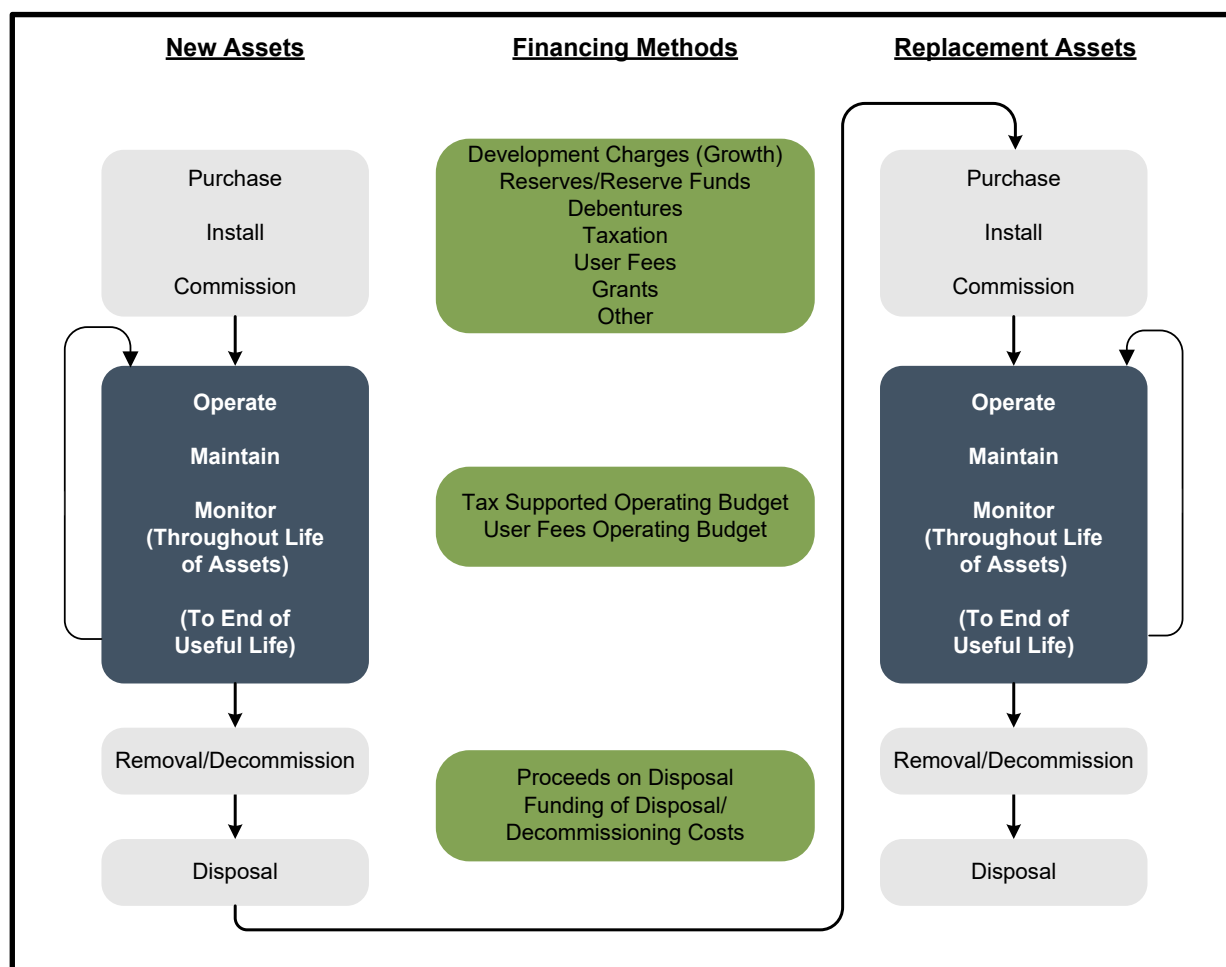 New Assets
Purchase
Install
Commission
Operate
Maintain
Monitor
(Throughout Life
of Assets)
(To End of
Useful Life)
Removal/Decommission
Disposal
Financing Methods
Development Charges (Growth)
Reserves/Reserve Funds
Debentures
Taxation
User Fees
Grants
Other
Tax Supported Operating Budget
User Fees Operating Budget
Proceeds on Disposal
Funding of Disposal/
Decommissioning Costs
Replacement Assets
Purchase
Install
Commission
Operate
Maintain
Monitor
(Throughout Life
of Assets)
(To End of
Useful Life)
Removal/Decommission
Disposal